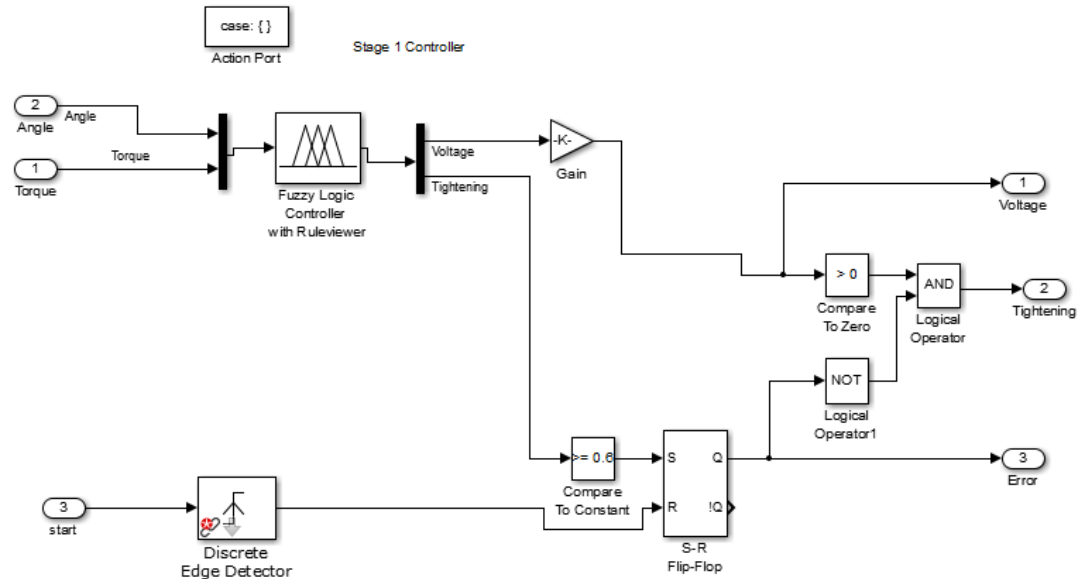 case: { }
Action Port
Stage 1 Controller
2
Angle
Angle
1
Torque
Torque
Fuzzy Logic
Controller
with Ruleviewer
Voltage
Tightening
-K-
Gain
1
Voltage
> 0
Compare
To Zero
AND
Logical
Operator
2
Tightening
NOT
Logical
Operator1
>= 0.6
Compare
To Constant
S
Q
R
!Q
S-R
Flip-Flop
3
Error
3
start
Discrete
Edge Detector